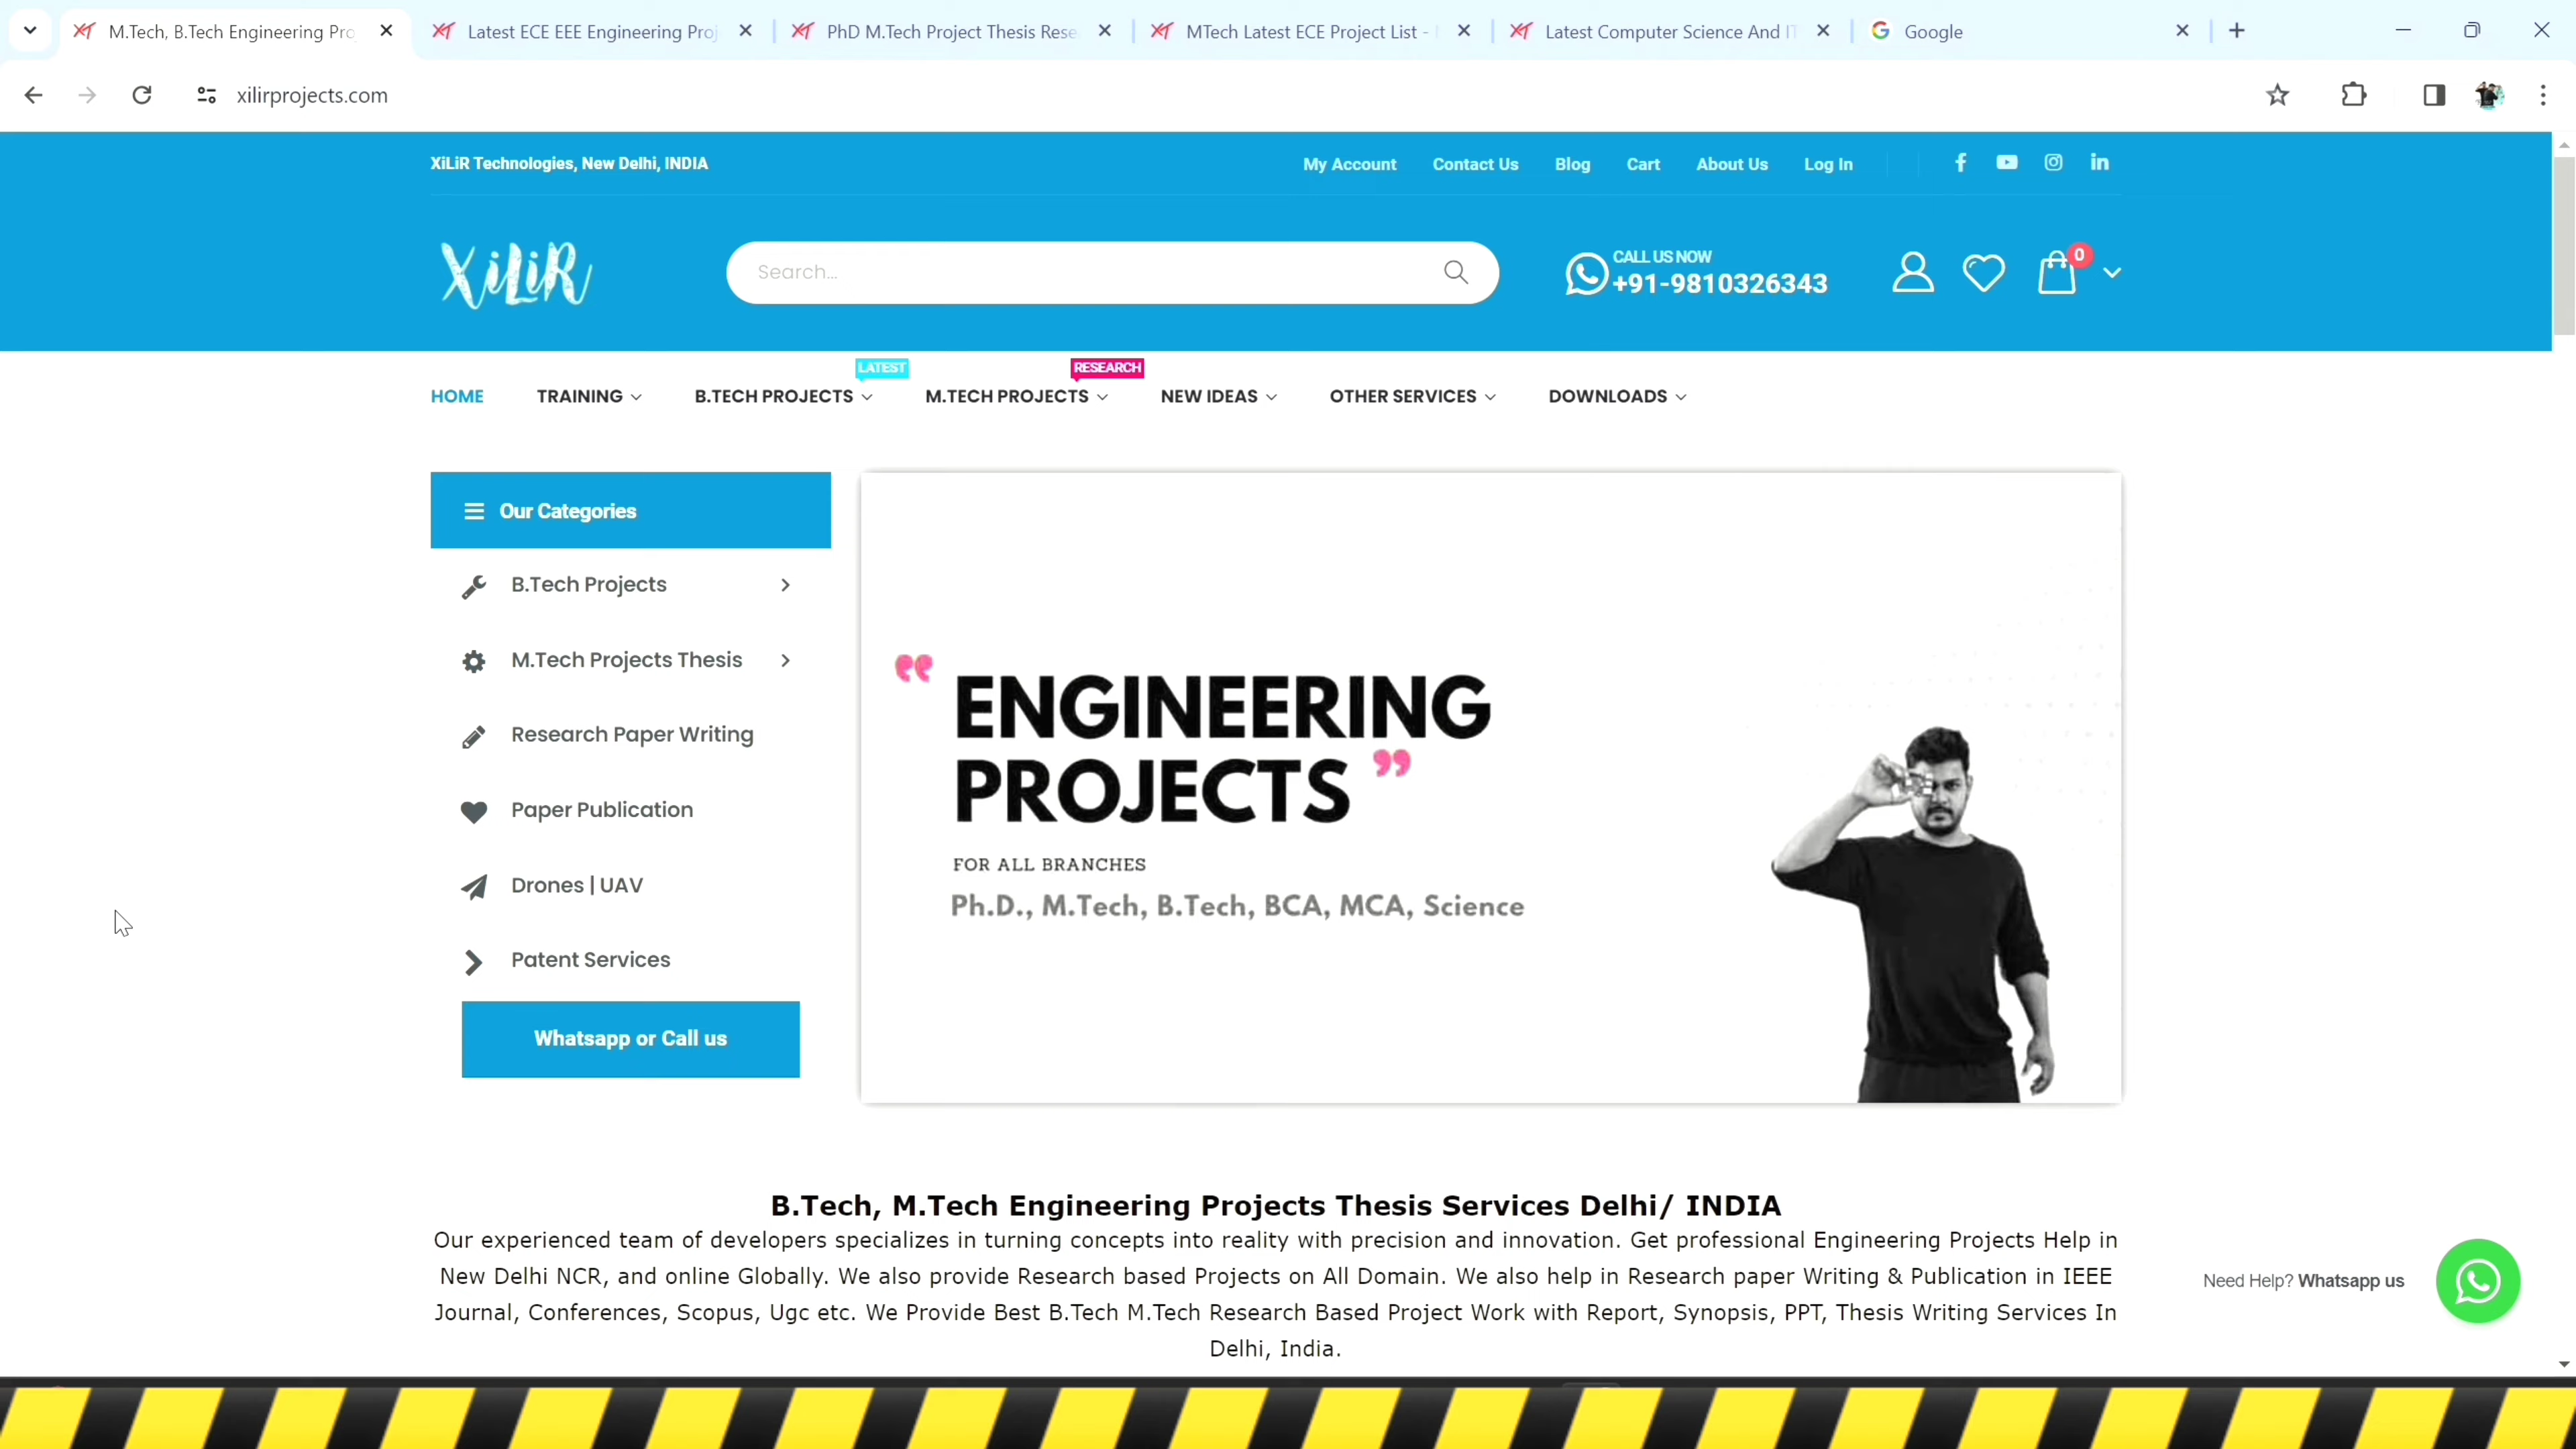 M.Tech, B.Tech Engineering Pro
Latest ECE EEE Engineering Proj
PhD M.Tech Project Thesis Rese
MTech Latest ECE Project List -
Latest Computer Science And IT
Google
xilirprojects.com
XiLiR Technologies, New Delhi, INDIA
My Account
Contact Us
Blog
Cart
About Us
Log In
XiLiR
Search...
CALL US NOW
+91-9810326343
0
LATEST
RESEARCH
HOME
TRAINING
B.TECH PROJECTS
M.TECH PROJECTS
NEW IDEAS
OTHER SERVICES
DOWNLOADS
Our Categories
B.Tech Projects
M.Tech Projects Thesis
Research Paper Writing
Paper Publication
Drones | UAV
Patent Services
Whatsapp or Call us
“ ENGINEERING
PROJECTS ”
FOR ALL BRANCHES
Ph.D., M.Tech, B.Tech, BCA, MCA, Science
B.Tech, M.Tech Engineering Projects Thesis Services Delhi/ INDIA
Our experienced team of developers specializes in turning concepts into reality with precision and innovation. Get professional Engineering Projects Help in
New Delhi NCR, and online Globally. We also provide Research based Projects on All Domain. We also help in Research paper Writing & Publication in IEEE
Journal, Conferences, Scopus, Ugc etc. We Provide Best B.Tech M.Tech Research Based Project Work with Report, Synopsis, PPT, Thesis Writing Services In
Delhi, India.
Need Help? Whatsapp us